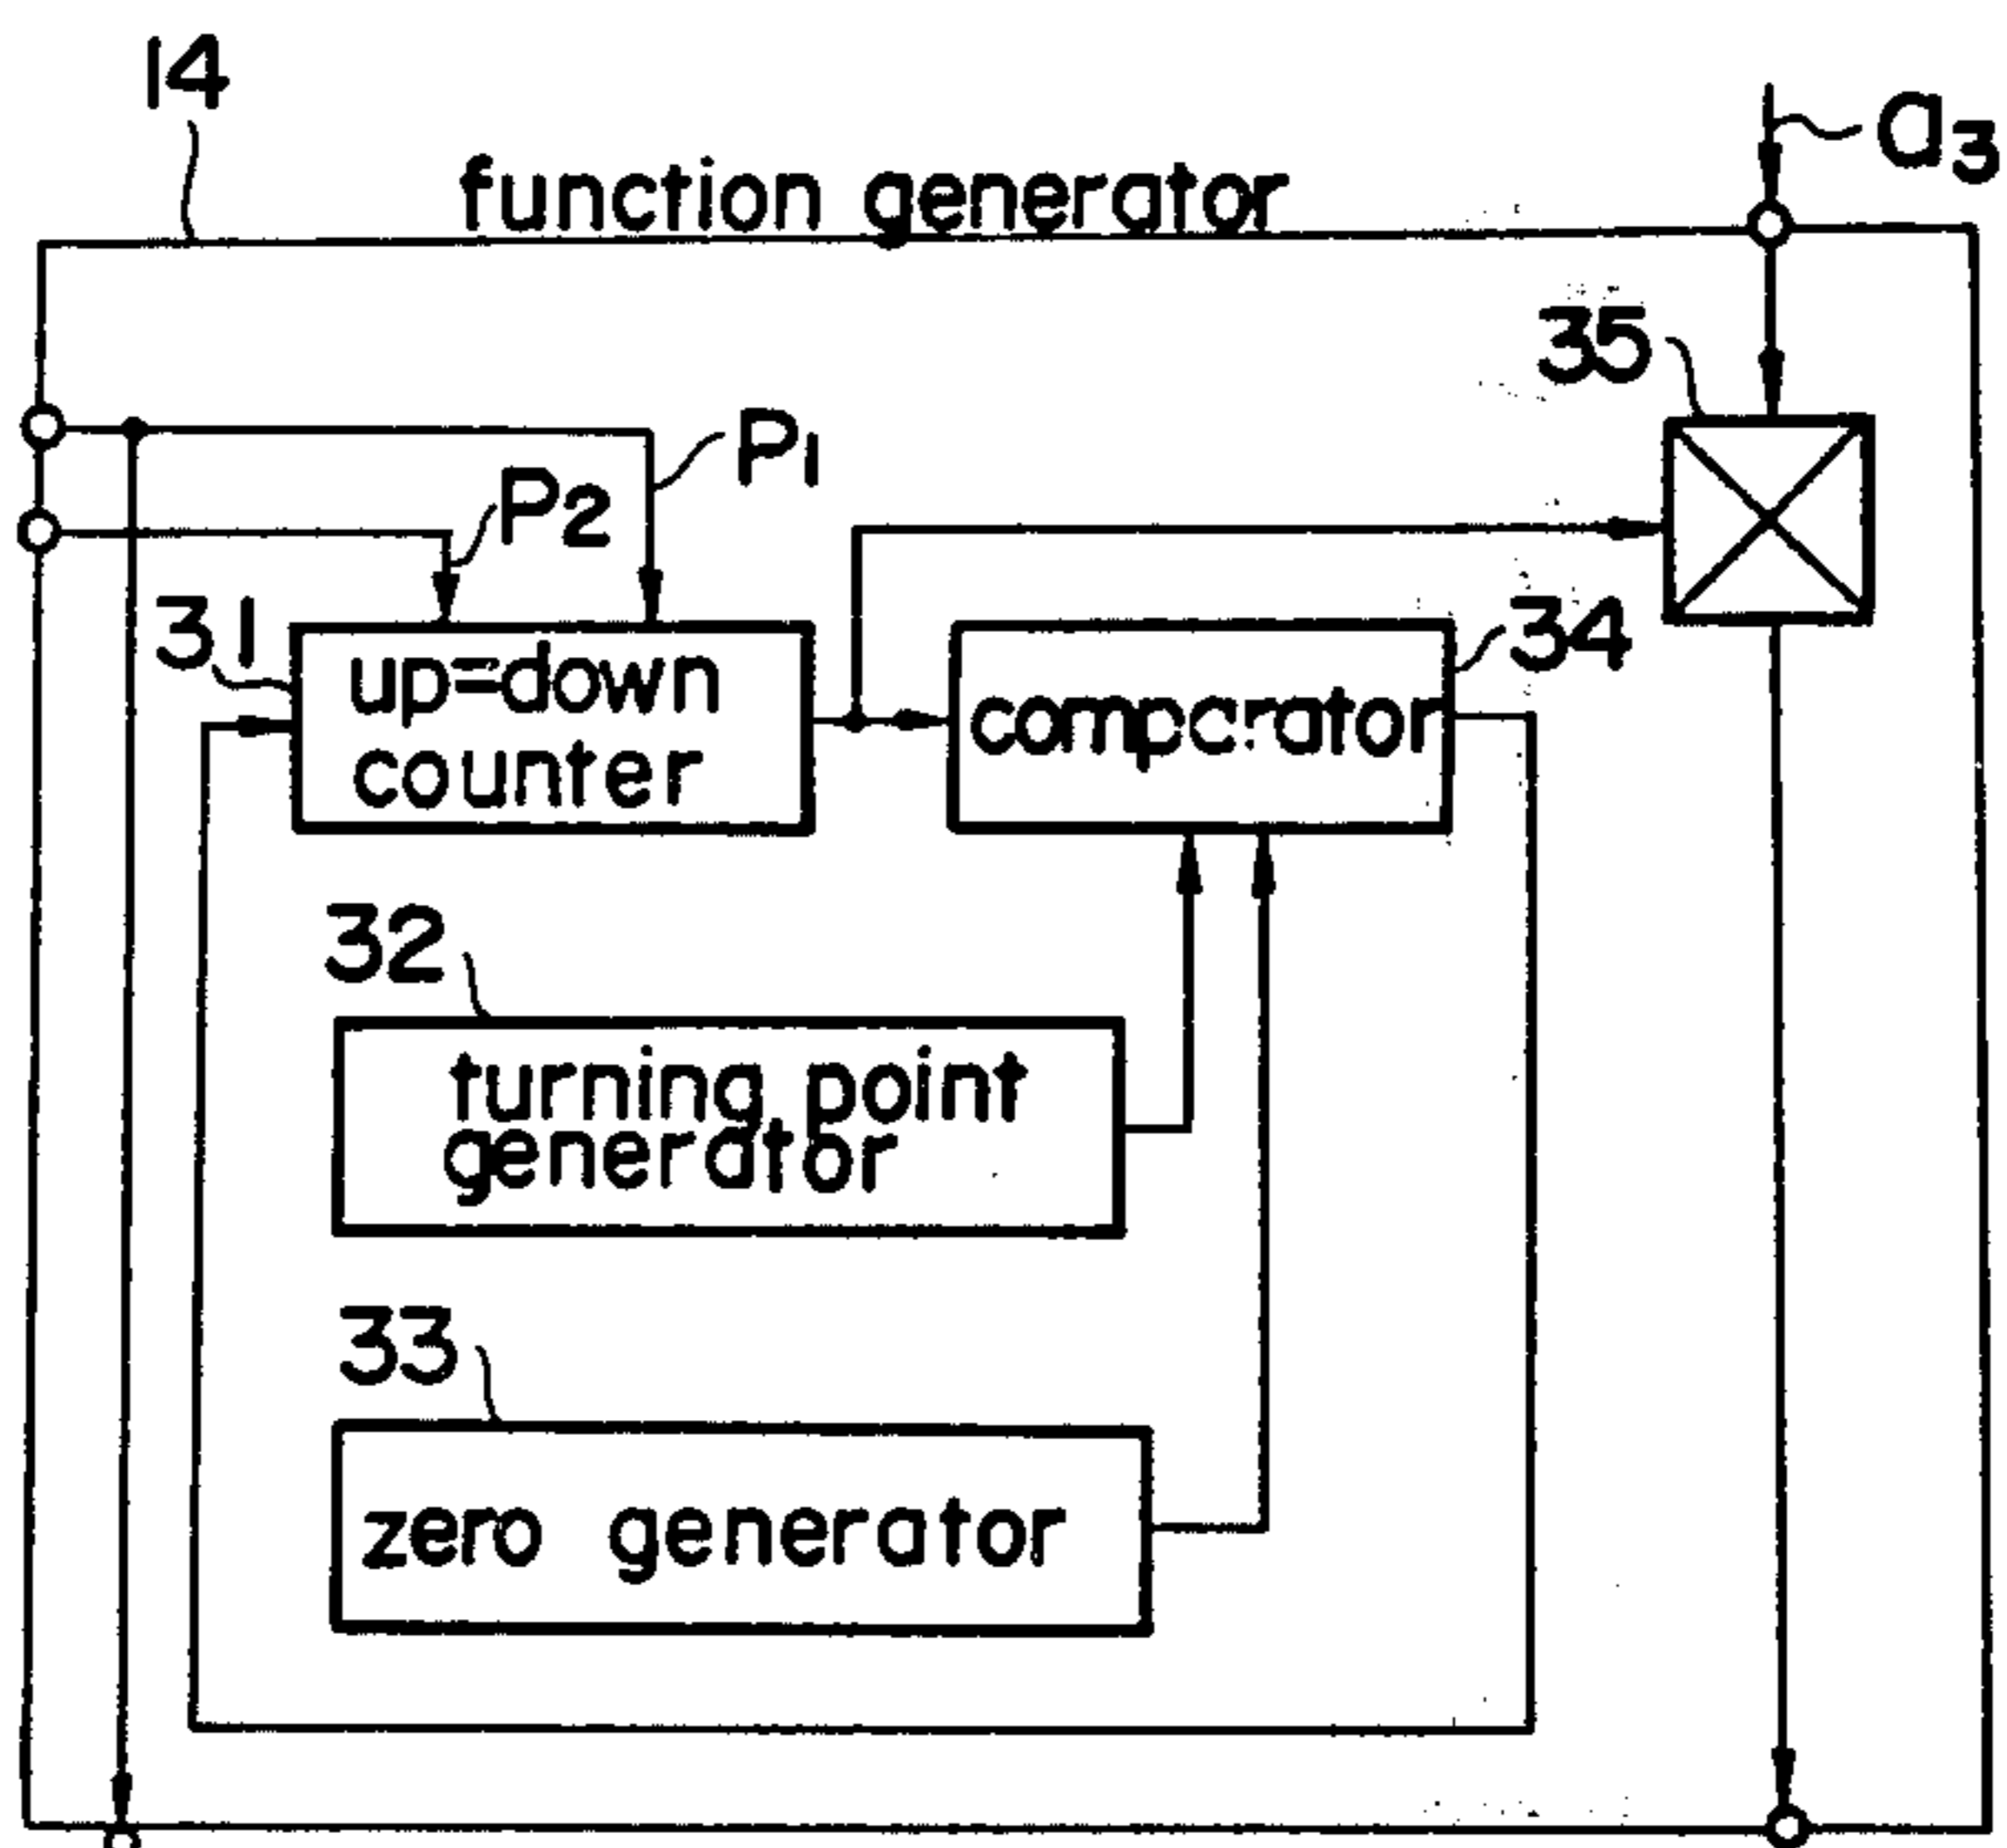 14
function generator
a3
35
P1
P2
31
up=down
counter
34
comparator
32
turning point
generator
33
zero generator